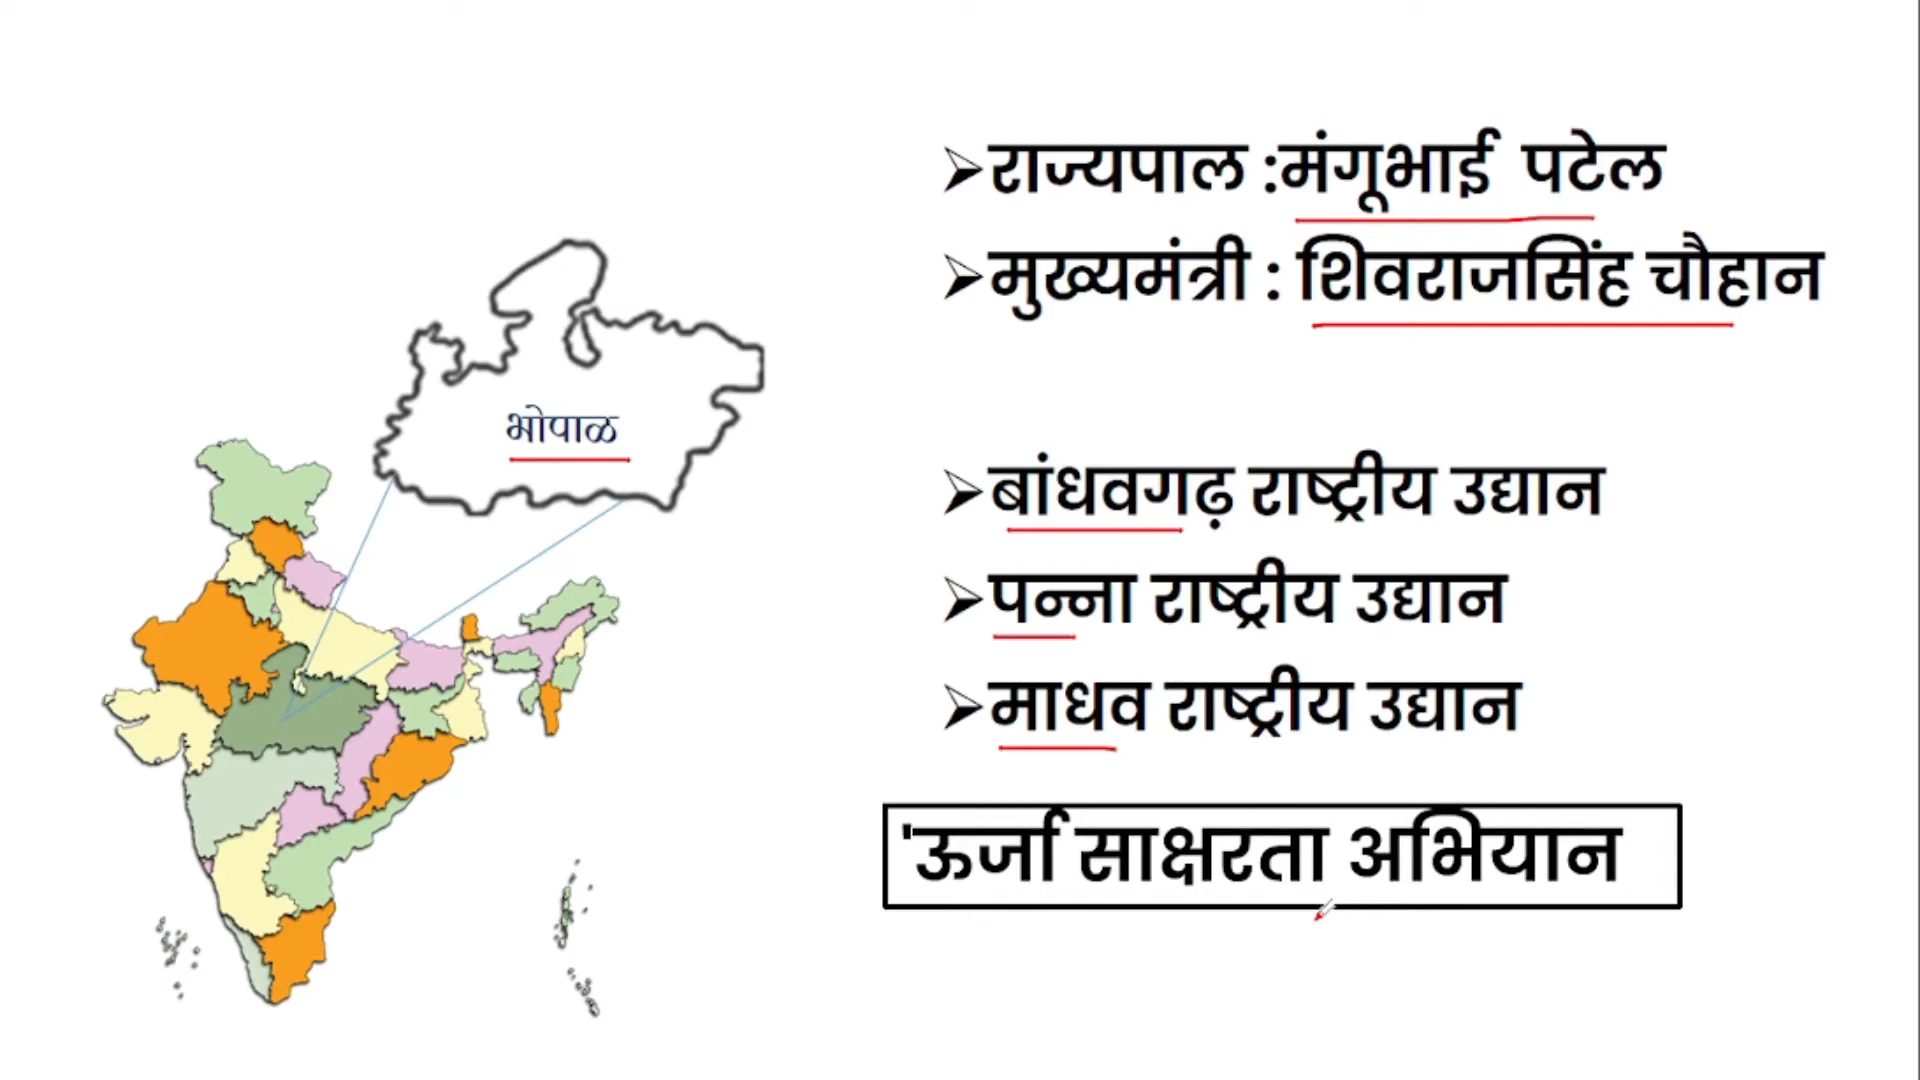 ➢राज्यपाल :मंगूभाई पटेल
➢मुख्यमंत्री : शिवराजसिंह चौहान
भोपाळ
➢बांधवगढ़ राष्ट्रीय उद्यान
➢पन्ना राष्ट्रीय उद्यान
➢माधव राष्ट्रीय उद्यान
'ऊर्जा साक्षरता अभियान